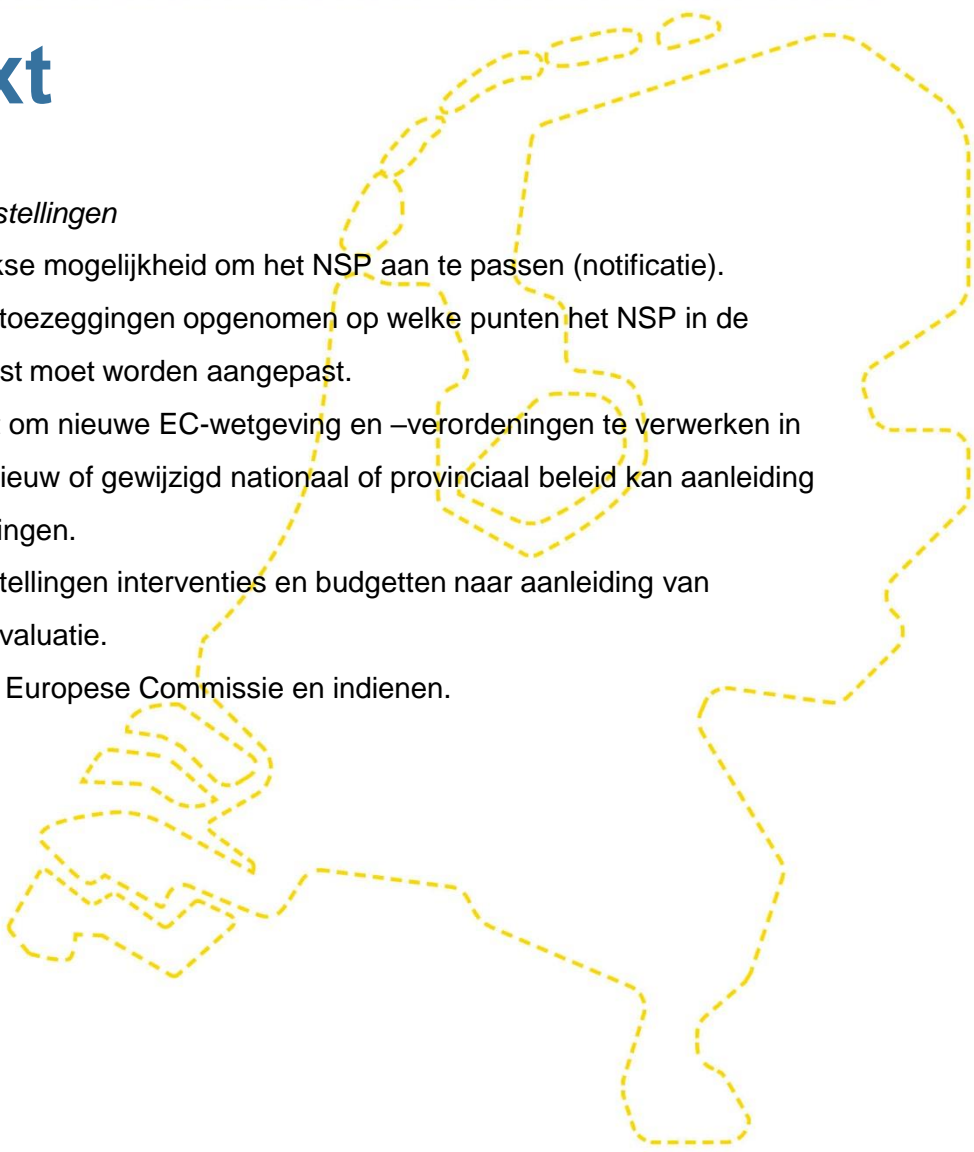 xt
stellingen
kse mogelijkheid om het NSP aan te passen (notificatie).
toezeggingen opgenomen op welke punten het NSP in de
st moet worden aangepast.
om nieuwe EC-wetgeving en –verordeningen te verwerken in
ieuw of gewijzigd nationaal of provinciaal beleid kan aanleiding
ingen.
tellingen interventies en budgetten naar aanleiding van
valuatie.
Europese Commissie en indienen.